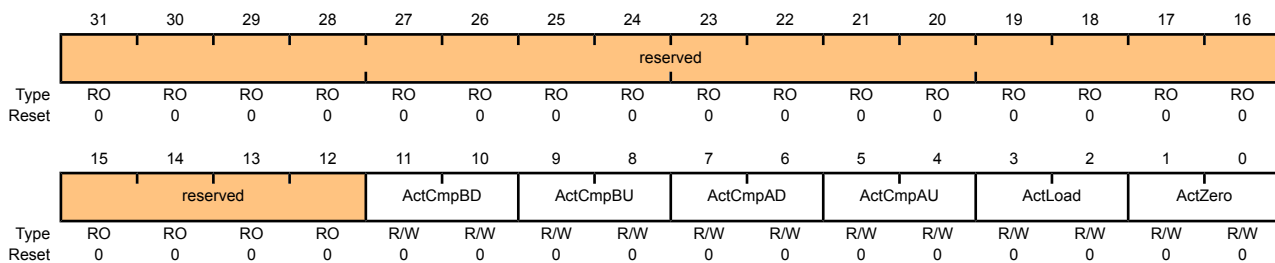 31 30 29 28 27 26 25 24 23 22 21 20 19 18 17 16
reserved
Type RO RO RO RO RO RO RO RO RO RO RO RO RO RO RO RO
Reset 0 0 0 0 0 0 0 0 0 0 0 0 0 0 0 0
15 14 13 12 11 10 9 8 7 6 5 4 3 2 1 0
reserved ActCmpBD ActCmpBU ActCmpAD ActCmpAU ActLoad ActZero
Type RO RO RO RO R/W R/W R/W R/W R/W R/W R/W R/W R/W R/W R/W R/W
Reset 0 0 0 0 0 0 0 0 0 0 0 0 0 0 0 0